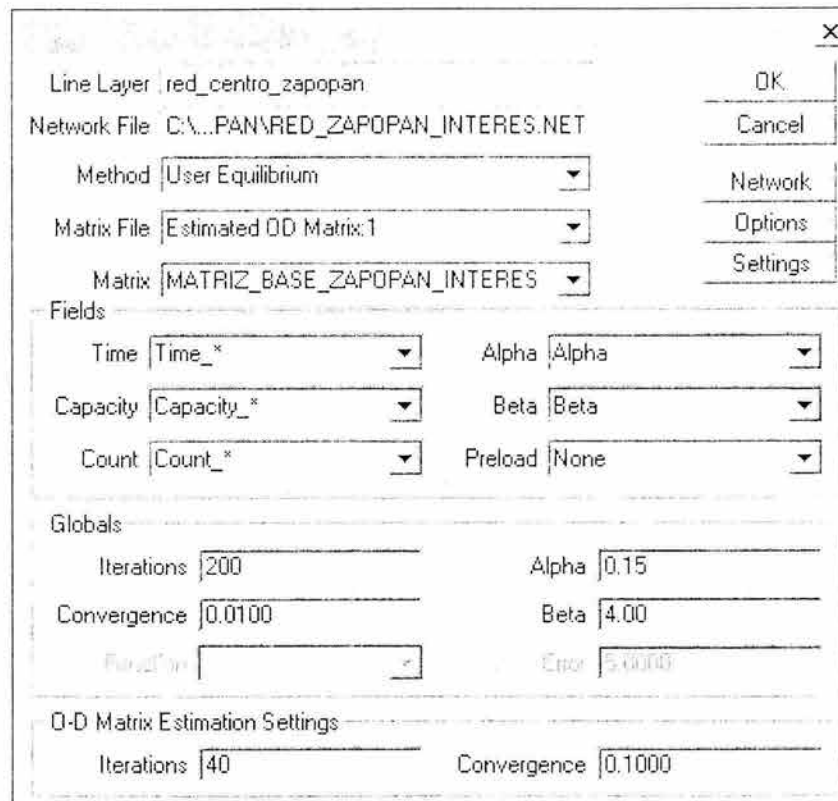 Line Layer red_centro_zapopan
OK
Network File C:\...PAN\RED_ZAPOPAN_INTERES.NET
Cancel
Method User Equilibrium
Network
Matrix File Estimated OD Matrix:1
Options
Matrix MATRIZ_BASE_ZAPOPAN_INTERES
Settings
Fields
Time Time_* Alpha Alpha
Capacity Capacity_* Beta Beta
Count Count_* Preload None
Globals
Iterations 200 Alpha 0.15
Convergence 0.0100 Beta 4.00
Function Error 5.0000
O-D Matrix Estimation Settings
Iterations 40 Convergence 0.1000